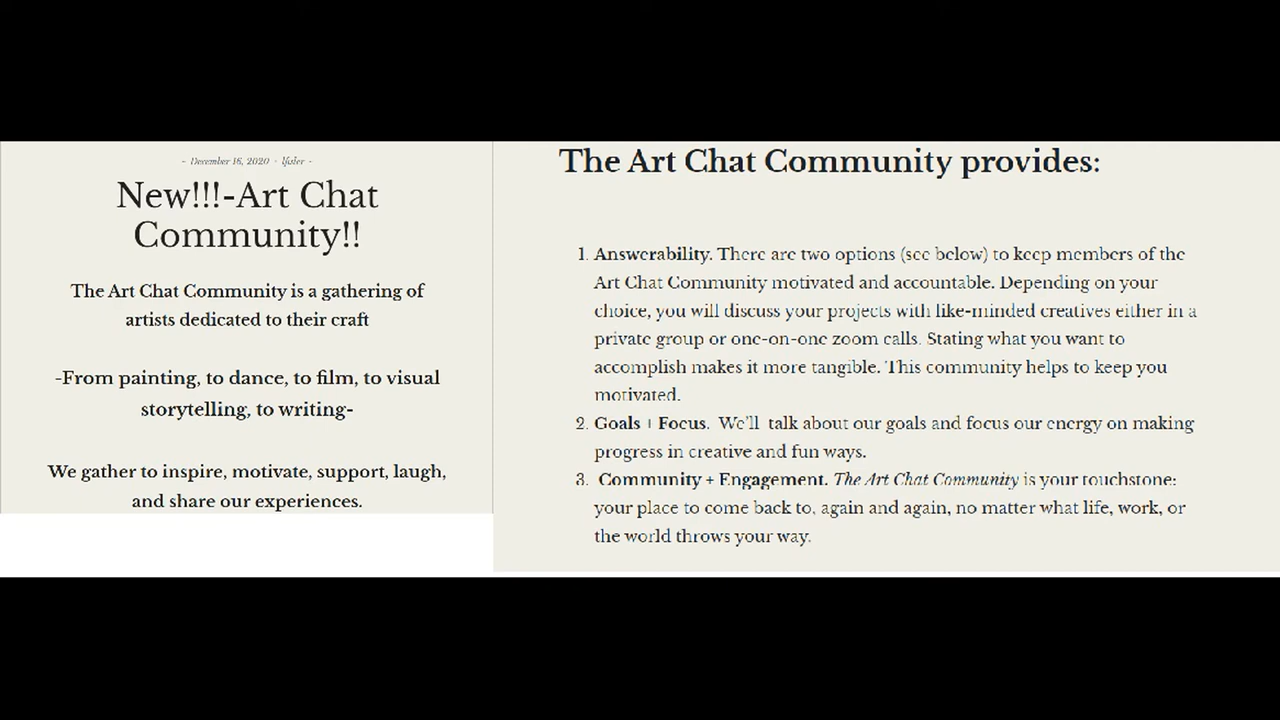 ~ December 16, 2020 ·
New!!!-Art Chat
Community!!
The Art Chat Community is a gathering of
artists dedicated to their craft
-From painting, to dance, to film, to visual
storytelling, to writing-
We gather to inspire, motivate, support, laugh,
and share our experiences.
The Art Chat Community provides:
1. Answerability. There are two options (see below) to keep members of the
Art Chat Community motivated and accountable. Depending on your
choice, you will discuss your projects with like-minded creatives either in a
private group or one-on-one zoom calls. Stating what you want to
accomplish makes it more tangible. This community helps to keep you
motivated.
2. Goals + Focus. We'll talk about our goals and focus our energy on making
progress in creative and fun ways.
3. Community + Engagement. The Art Chat Community is your touchstone:
your place to come back to, again and again, no matter what life, work, or
the world throws your way.